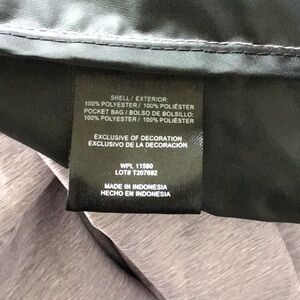 SHELL / EXTERIOR:
100% POLYESTER / 100% POLIÉSTER
POCKET BAG / BOLSO DE BOLSILLO:
100% POLYESTER / 100% POLIÉSTER
EXCLUSIVE OF DECORATION
EXCLUSIVO DE LA DECORACIÓN
WPL 11590
LOT# T207692
MADE IN INDONESIA
HECHO EN INDONESIA